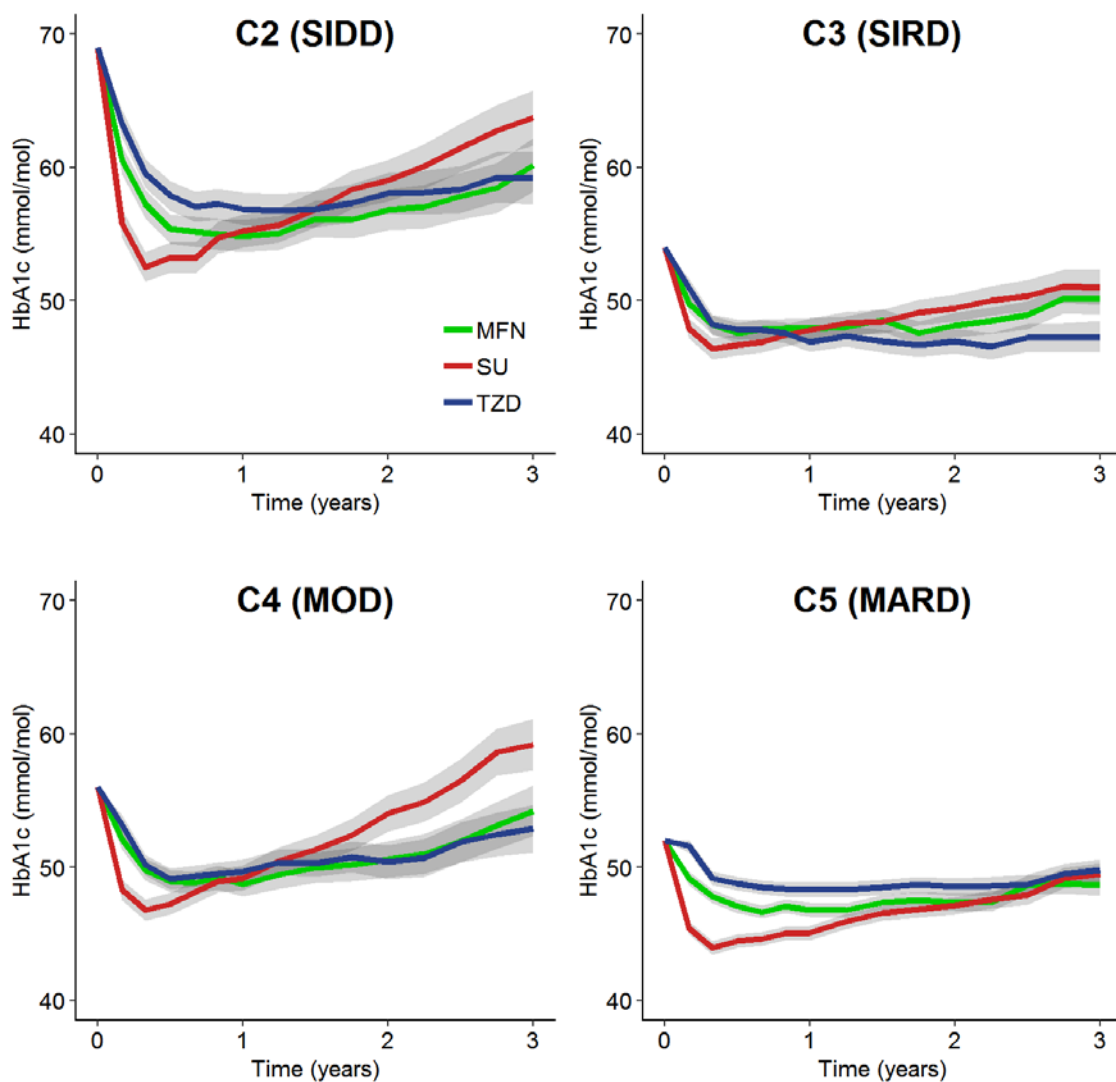 C2 (SIDD)
70
60
50
40
HbA1c (mmol/mol)
MFN
SU
TZD
0 1 2 3
Time (years)
C3 (SIRD)
70
60
50
40
HbA1c (mmol/mol)
0 1 2 3
Time (years)
C4 (MOD)
70
60
50
40
HbA1c (mmol/mol)
0 1 2 3
Time (years)
C5 (MARD)
70
60
50
40
HbA1c (mmol/mol)
0 1 2 3
Time (years)